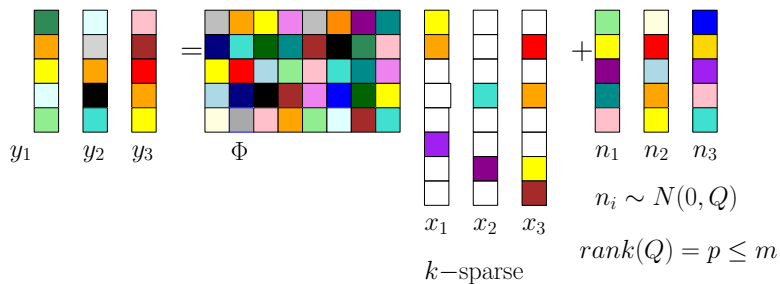 = +
y₁ y₂ y₃ Φ n₁ n₂ n₃
x₁ x₂ x₃
nᵢ ∼ N(0, Q)
k−sparse
rank(Q) = p ≤ m